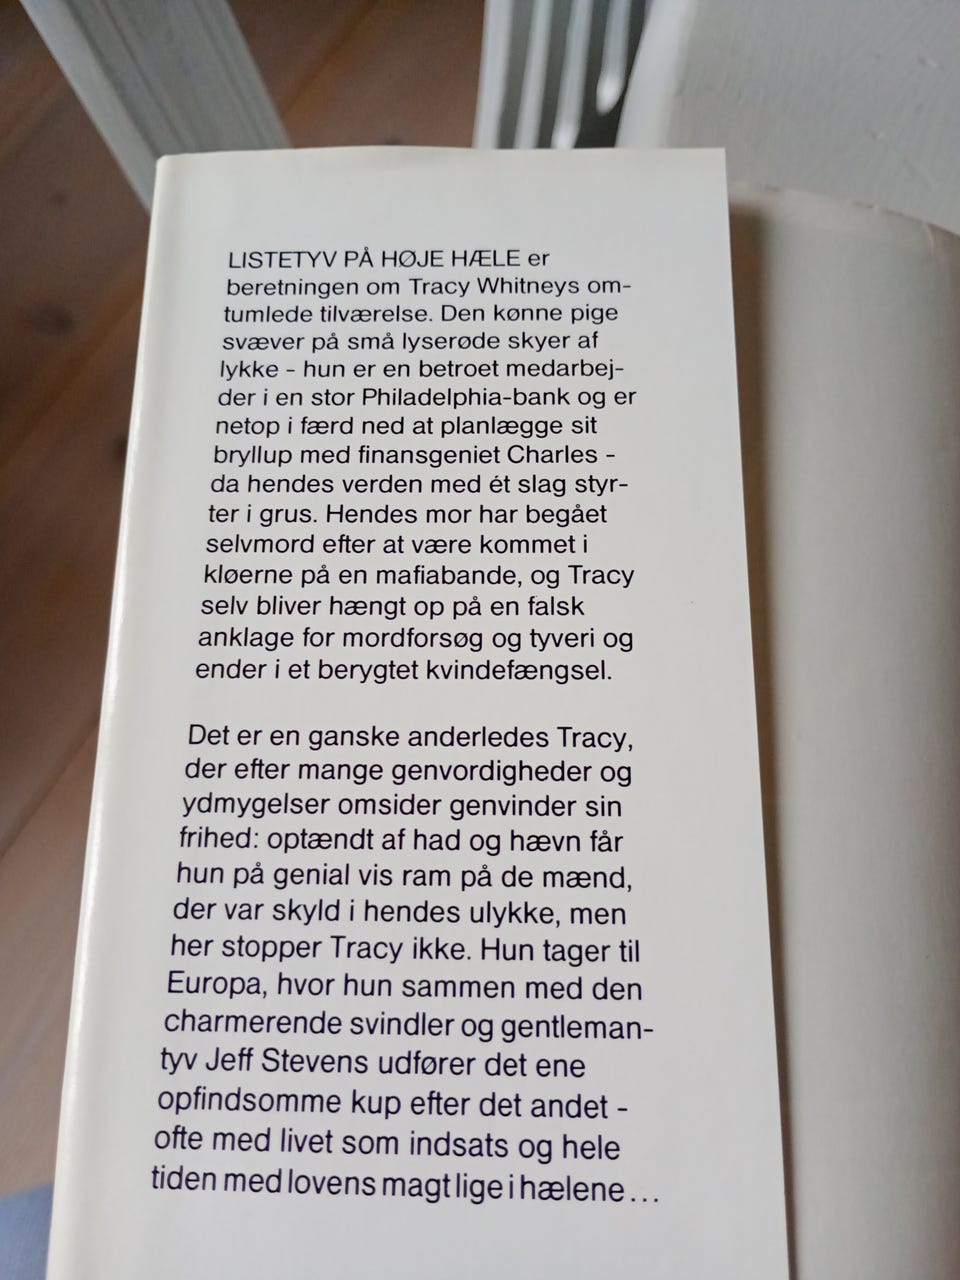 LISTETYV PÅ HØJE HÆLE er
beretningen om Tracy Whitneys om-
tumlede tilværelse. Den kønne pige
svæver på små lyserøde skyer af
lykke - hun er en betroet medarbej-
der i en stor Philadelphia-bank og er
netop i færd ned at planlægge sit
bryllup med finansgeniet Charles -
da hendes verden med ét slag styr-
ter i grus. Hendes mor har begået
selvmord efter at være kommet i
kløerne på en mafiabande, og Tracy
selv bliver hængt op på en falsk
anklage for mordforsøg og tyveri og
ender i et berygtet kvindefængsel.
Det er en ganske anderledes Tracy,
der efter mange genvordigheder og
ydmygelser omsider genvinder sin
frihed: optændt af had og hævn får
hun på genial vis ram på de mænd,
der var skyld i hendes ulykke, men
her stopper Tracy ikke. Hun tager til
Europa, hvor hun sammen med den
charmerende svindler og gentleman-
tyv Jeff Stevens udfører det ene
opfindsomme kup efter det andet -
ofte med livet som indsats og hele
tiden med lovens magt lige i hælene...